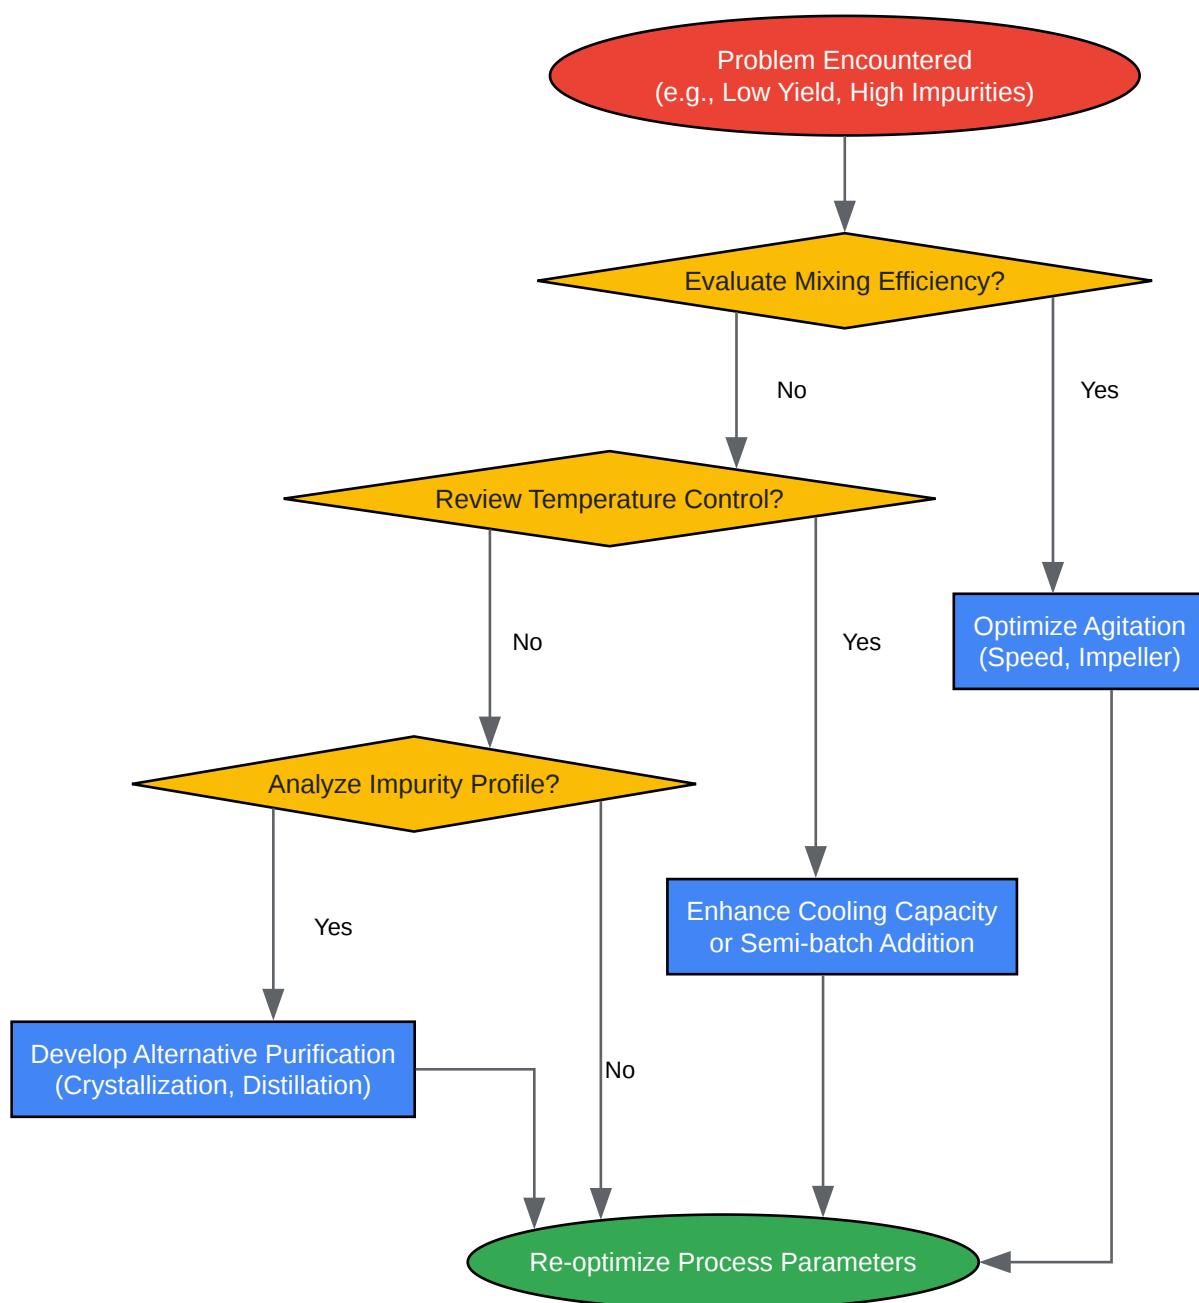 Problem Encountered
(e.g., Low Yield, High Impurities)
Evaluate Mixing Efficiency?
No
Yes
Review Temperature Control?
No
Yes
Optimize Agitation
(Speed, Impeller)
Analyze Impurity Profile?
Yes
Enhance Cooling Capacity
or Semi-batch Addition
Develop Alternative Purification
(Crystallization, Distillation)
No
Re-optimize Process Parameters